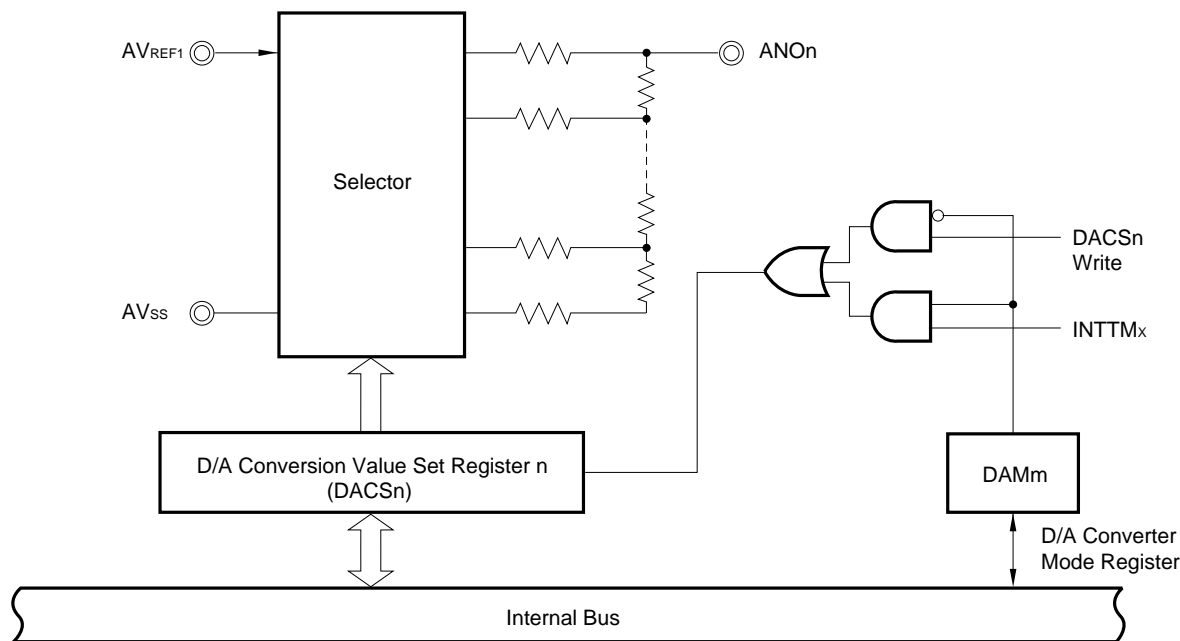 AVREF1
ANOn
Selector
DACSn
Write
AVSS
INTTMx
D/A Conversion Value Set Register n
(DACSn)
DAMm
D/A Converter
Mode Register
Internal Bus